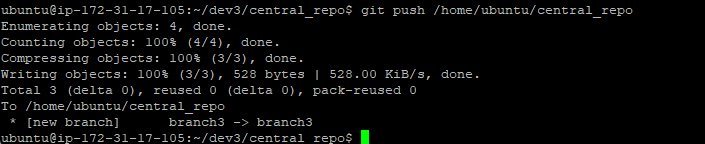 ubuntu@ip-172-31-17-105:~/dev3/central_repo$ git push /home/ubuntu/central_repo
Enumerating objects: 4, done.
Counting objects: 100% (4/4), done.
Compressing objects: 100% (3/3), done.
Writing objects: 100% (3/3), 528 bytes | 528.00 KiB/s, done.
Total 3 (delta 0), reused 0 (delta 0), pack-reused 0
To /home/ubuntu/central_repo
 * [new branch]      branch3 -> branch3
ubuntu@ip-172-31-17-105:~/dev3/central_repo$